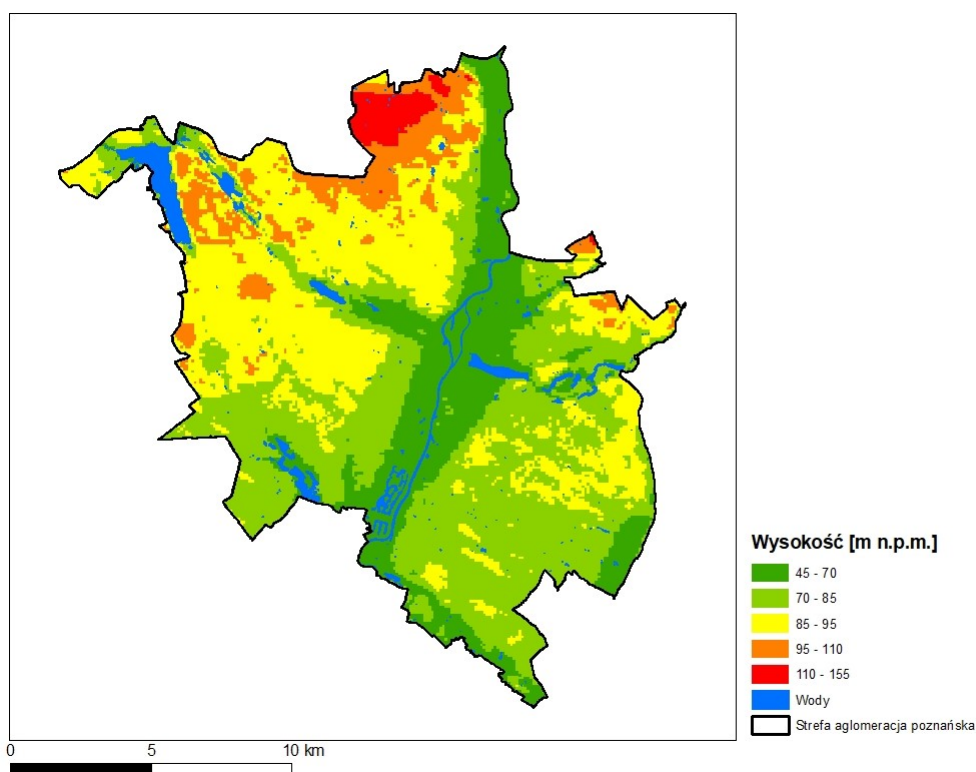 Wysokość [m n.p.m.]
45 - 70
70 - 85
85 - 95
95 - 110
110 - 155
Wody
Strefa aglomeracja poznańska
0 5 10 km